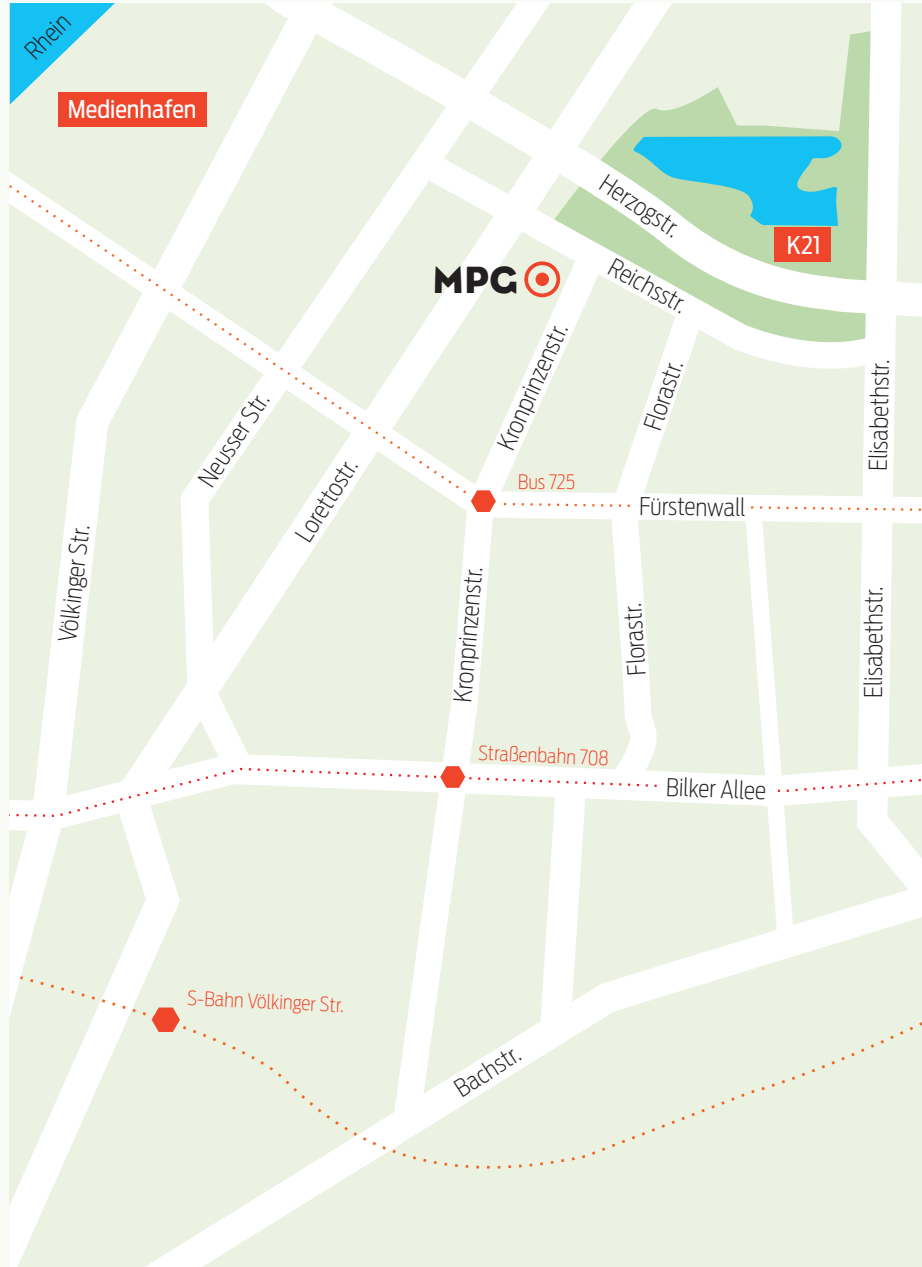 Rhein
Medienhafen
Herzogstr.
K21
MPG
Reichsstr.
Kronprinzenstr.
Florastr.
Elisabethstr.
Neusser Str.
Lorettostr.
Bus 725
Fürstenwall
Völkinger Str.
Kronprinzenstr.
Florastr.
Elisabethstr.
Straßenbahn 708
Bilker Allee
S-Bahn Völkinger Str.
Bachstr.